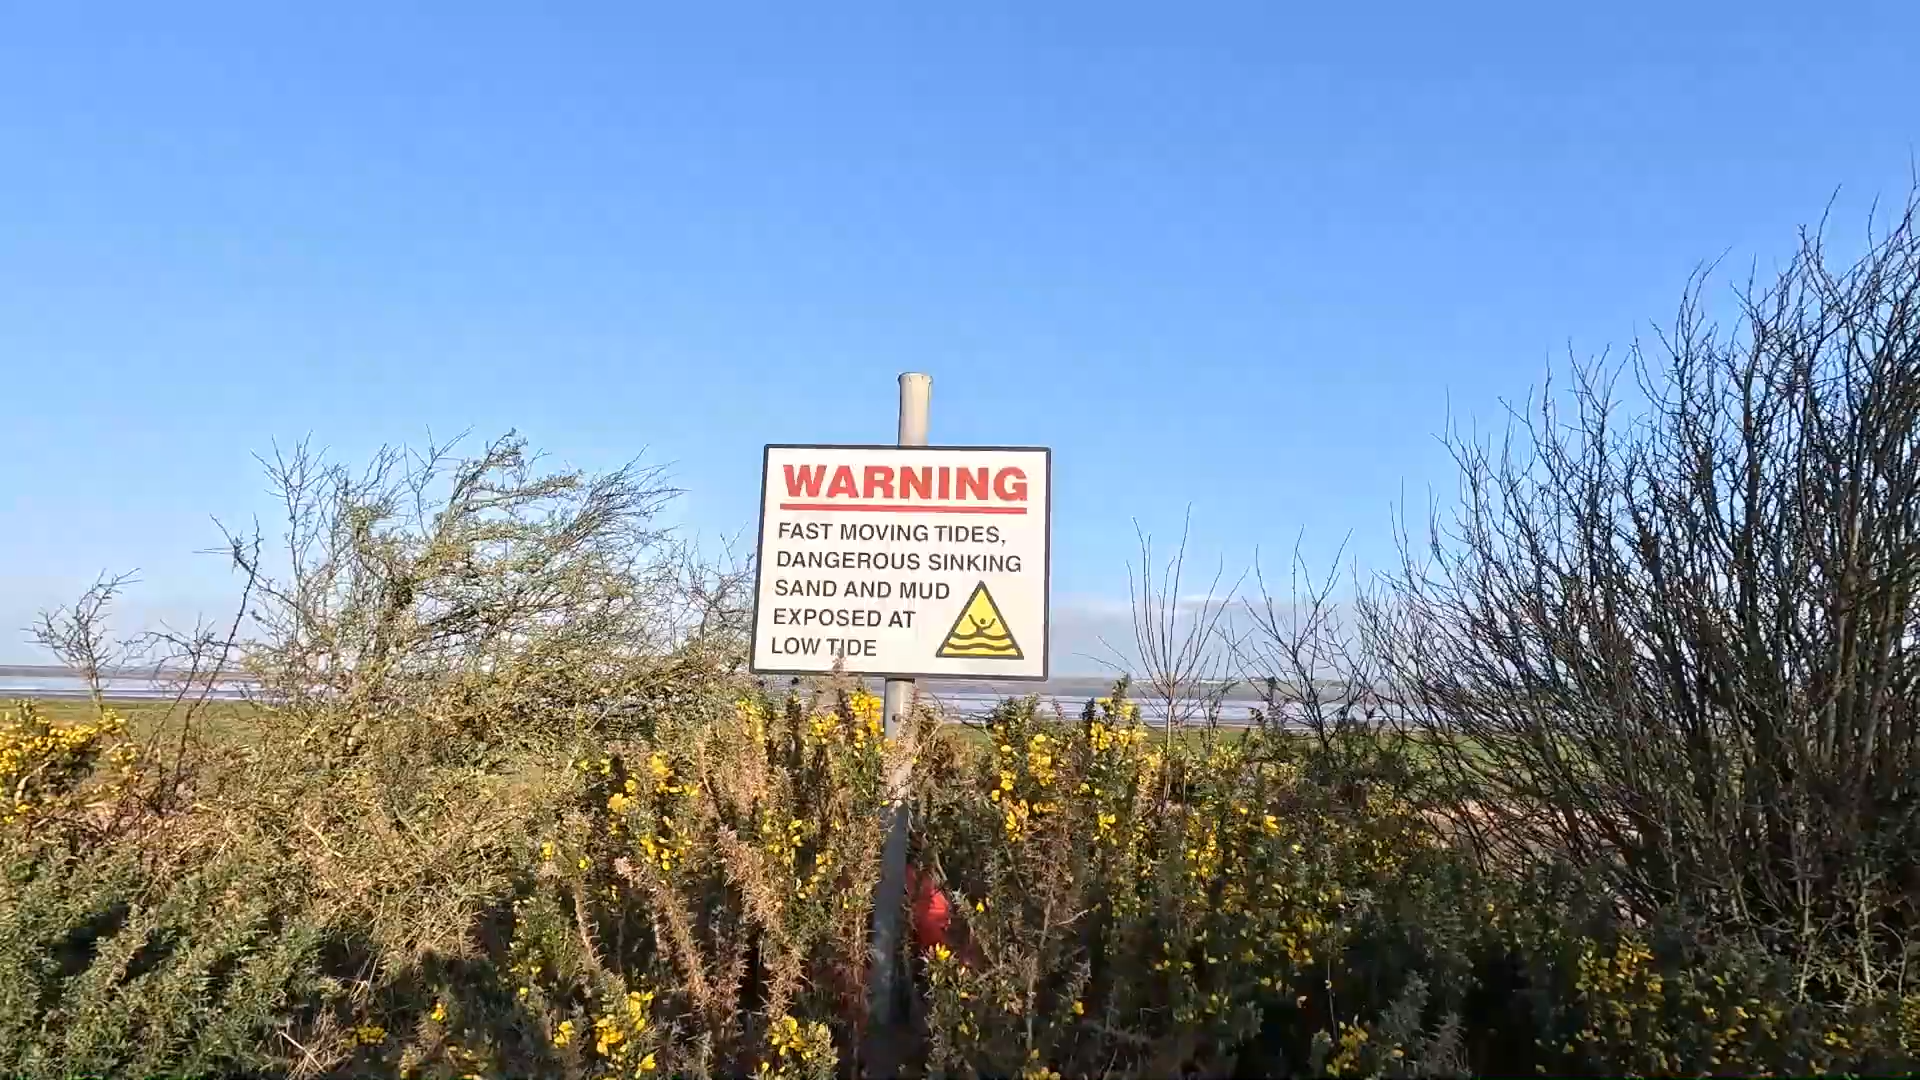 WARNING
FAST MOVING TIDES,
DANGEROUS SINKING
SAND AND MUD
EXPOSED AT
LOW TIDE